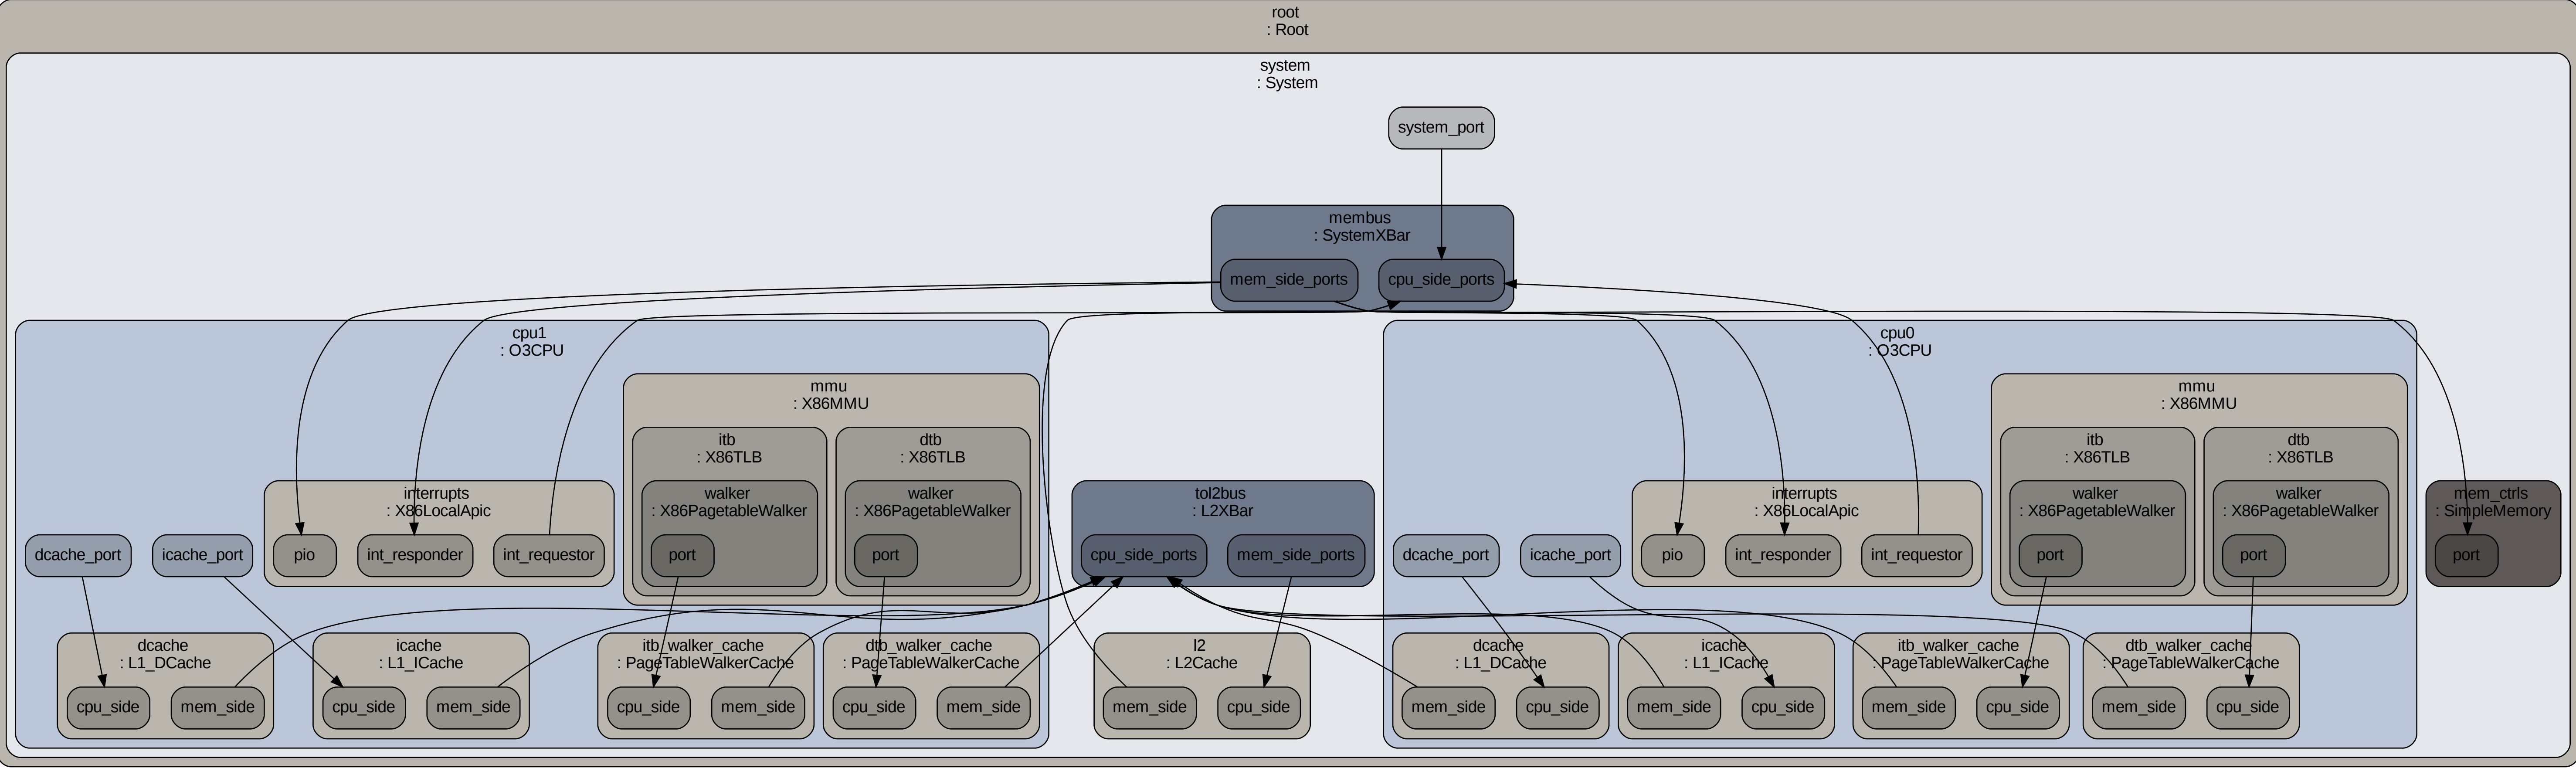 root
: Root
system
: System
system_port
membus
: SystemXBar
mem_side_ports
cpu_side_ports
cpu1
: O3CPU
mmu
: X86MMU
itb
: X86TLB
walker
: X86PagetableWalker
port
dtb
: X86TLB
walker
: X86PagetableWalker
port
interrupts
: X86LocalApic
pio
int_responder
int_requestor
dcache_port
icache_port
dcache
: L1_DCache
cpu_side
mem_side
icache
: L1_ICache
cpu_side
mem_side
itb_walker_cache
: PageTableWalkerCache
cpu_side
mem_side
dtb_walker_cache
: PageTableWalkerCache
cpu_side
mem_side
tol2bus
: L2XBar
cpu_side_ports
mem_side_ports
l2
: L2Cache
mem_side
cpu_side
cpu0
: O3CPU
mmu
: X86MMU
itb
: X86TLB
walker
: X86PagetableWalker
port
dtb
: X86TLB
walker
: X86PagetableWalker
port
interrupts
: X86LocalApic
pio
int_responder
int_requestor
dcache_port
icache_port
dcache
: L1_DCache
mem_side
cpu_side
icache
: L1_ICache
mem_side
cpu_side
itb_walker_cache
: PageTableWalkerCache
mem_side
cpu_side
dtb_walker_cache
: PageTableWalkerCache
mem_side
cpu_side
mem_ctrls
: SimpleMemory
port